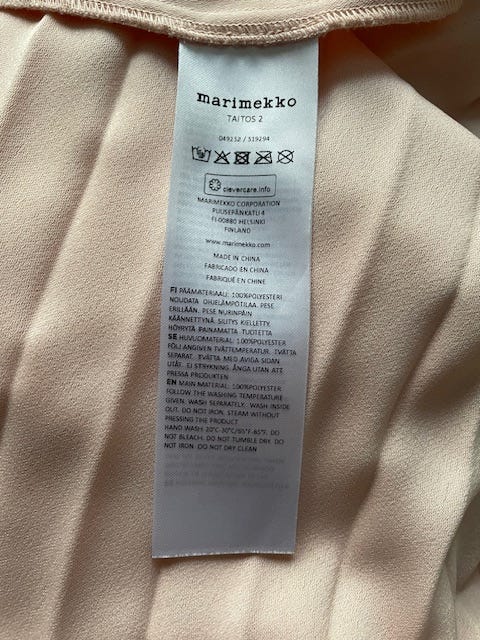 marimekko
TAITOS 2
049252 / 319294
clevercare.info
MARIMEKKO CORPORATION
PUUSEPÄNKATU 4
FI-00880 HELSINKI
FINLAND
www.marimekko.com
MADE IN CHINA
FABRICADO EN CHINA
FABRIQUÉ EN CHINE
FI PÄÄMATERIAALI: 100%POLYESTERI
NOUDATA OHJELÄMPÖTILAA. PESE
ERILLÄÄN. PESE NURINPÄIN
KÄÄNNETTYNÄ. SILITYS KIELLETTY,
HÖYRYTÄ PAINAMATTA TUOTETTA
SE HUVUDMATERIAL: 100%POLYESTER
FÖLJ ANGIVEN TVÄTTEMPERATUR. TVÄTTA
SEPARAT. TVÄTTA MED AVIGA SIDAN
UTÅT. EJ STRYKNING. ÅNGA UTAN ATT
PRESSA PRODUKTEN
EN MAIN MATERIAL: 100%POLYESTER
FOLLOW THE WASHING TEMPERATURE
GIVEN. WASH SEPARATELY. WASH INSIDE
OUT. DO NOT IRON. STEAM WITHOUT
PRESSING THE PRODUCT
HAND WASH 20°C-30°C/65°F-85°F. DO
NOT BLEACH. DO NOT TUMBLE DRY. DO
NOT IRON. DO NOT DRY CLEAN